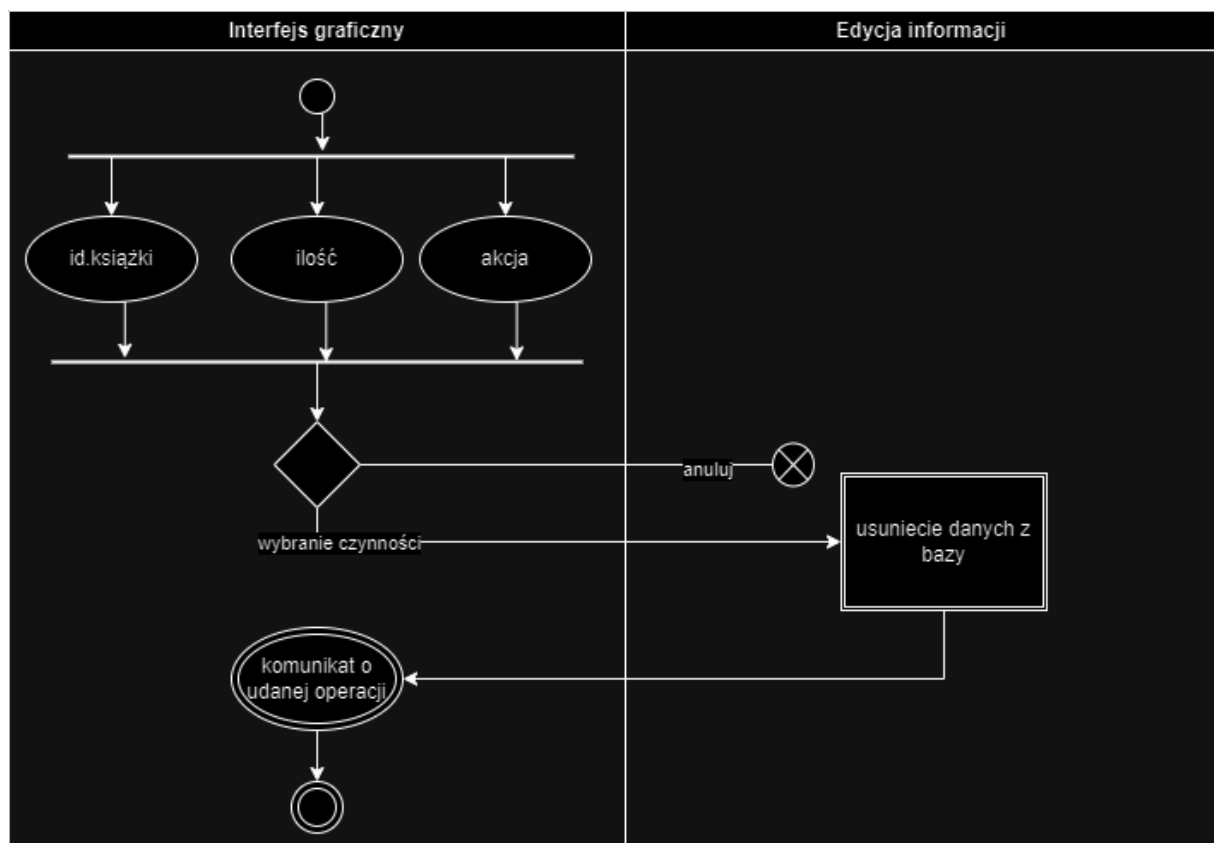 Interfejs graficzny
Edycja informacji
id.książki
ilość
akcja
anuluj
wybranie czynności
usuniecie danych z
bazy
komunikat o
udanej operacji